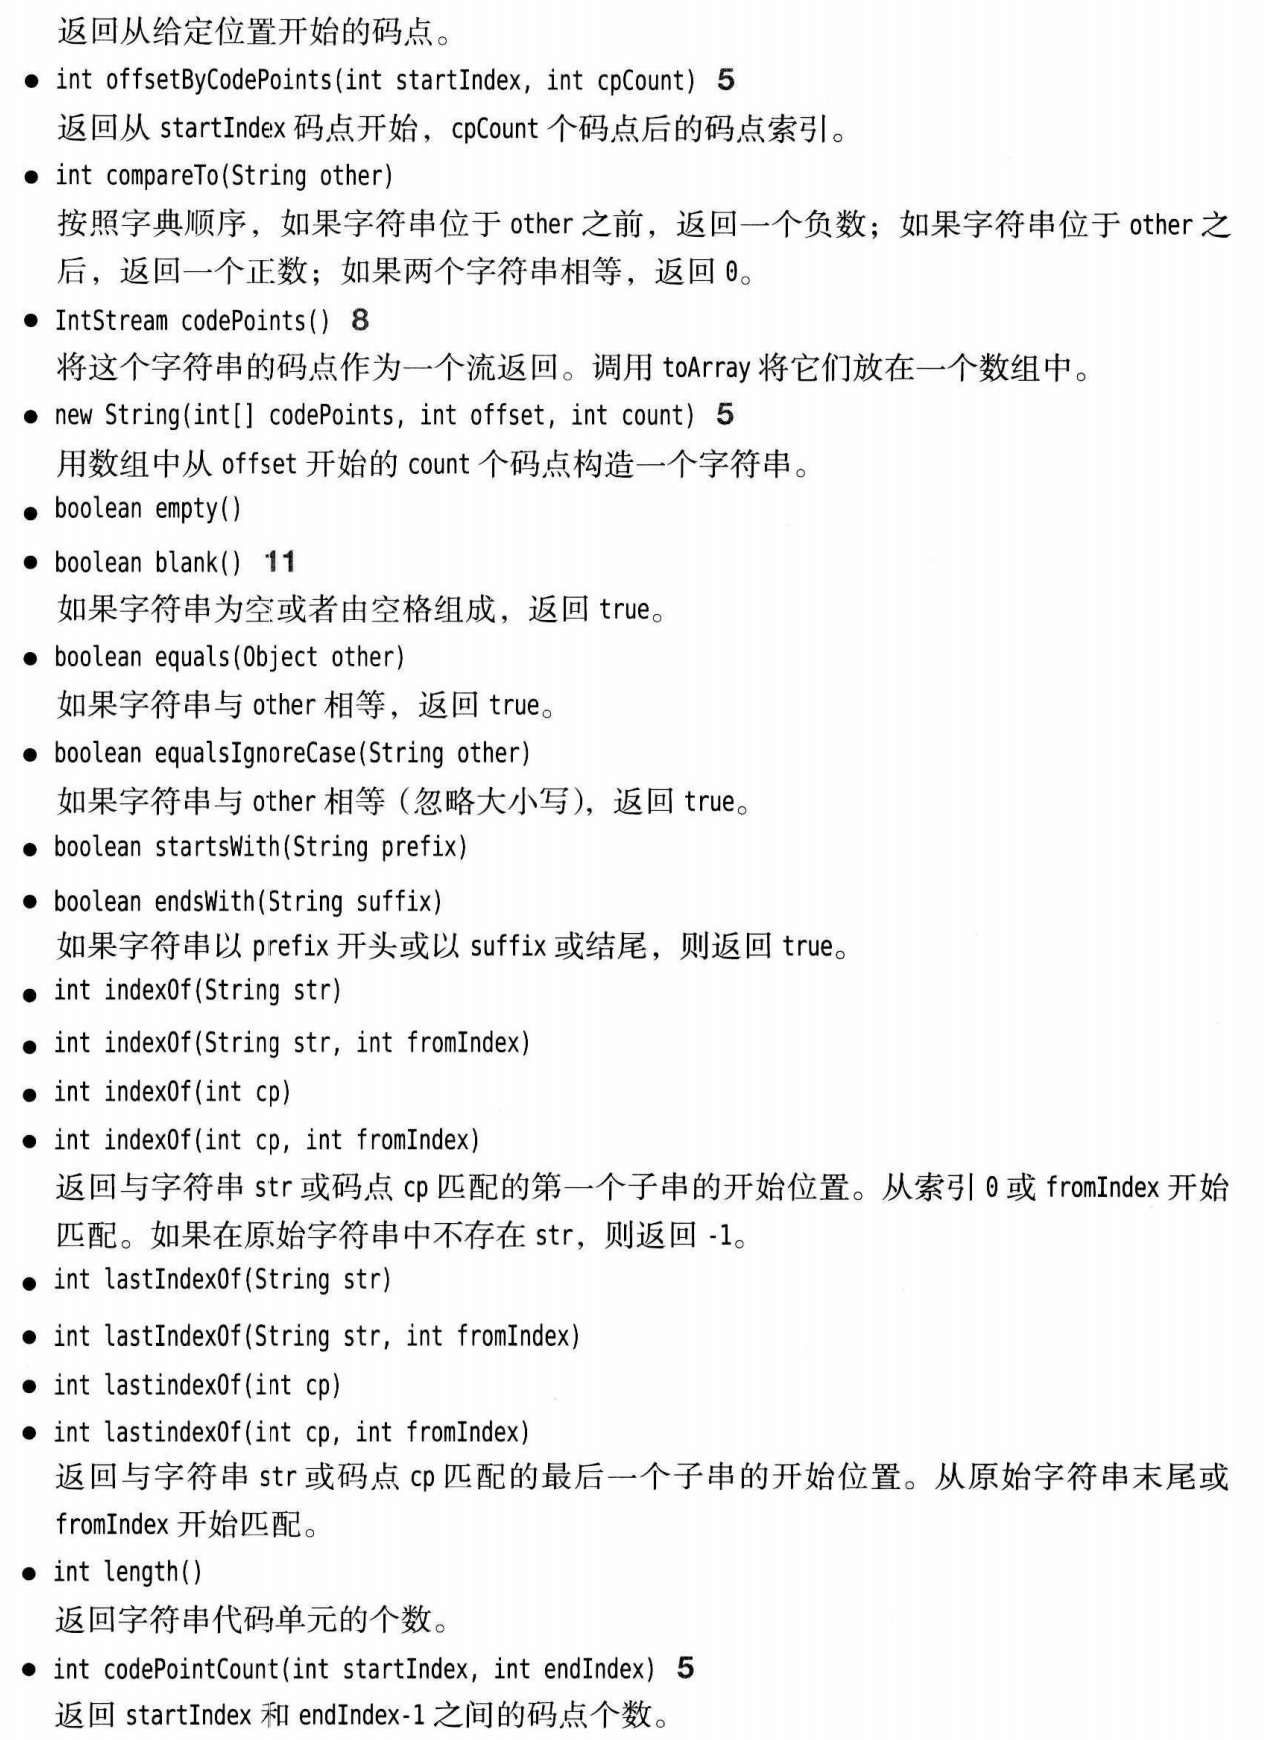 返回从给定位置开始的码点。
● int offsetByCodePoints(int startIndex, int cpCount) 5
返回从 startIndex 码点开始，cpCount 个码点后的码点索引。
● int compareTo(String other)
按照字典顺序，如果字符串位于 other 之前，返回一个负数；如果字符串位于 other 之
后，返回一个正数；如果两个字符串相等，返回 0。
● IntStream codePoints() 8
将这个字符串的码点作为一个流返回。调用 toArray 将它们放在一个数组中。
● new String(int[] codePoints, int offset, int count) 5
用数组中从 offset 开始的 count 个码点构造一个字符串。
● boolean empty()
● boolean blank() 11
如果字符串为空或者由空格组成，返回 true。
● boolean equals(Object other)
如果字符串与 other 相等，返回 true。
● boolean equalsIgnoreCase(String other)
如果字符串与 other 相等（忽略大小写），返回 true。
● boolean startsWith(String prefix)
● boolean endsWith(String suffix)
如果字符串以 prefix 开头或以 suffix 或结尾，则返回 true。
● int indexOf(String str)
● int indexOf(String str, int fromIndex)
● int indexOf(int cp)
● int indexOf(int cp, int fromIndex)
返回与字符串 str 或码点 cp 匹配的第一个子串的开始位置。从索引 0 或 fromIndex 开始
匹配。如果在原始字符串中不存在 str，则返回 -1。
● int lastIndexOf(String str)
● int lastIndexOf(String str, int fromIndex)
● int lastindexOf(int cp)
● int lastindexOf(int cp, int fromIndex)
返回与字符串 str 或码点 cp 匹配的最后一个子串的开始位置。从原始字符串末尾或
fromIndex 开始匹配。
● int length()
返回字符串代码单元的个数。
● int codePointCount(int startIndex, int endIndex) 5
返回 startIndex 和 endIndex-1 之间的码点个数。